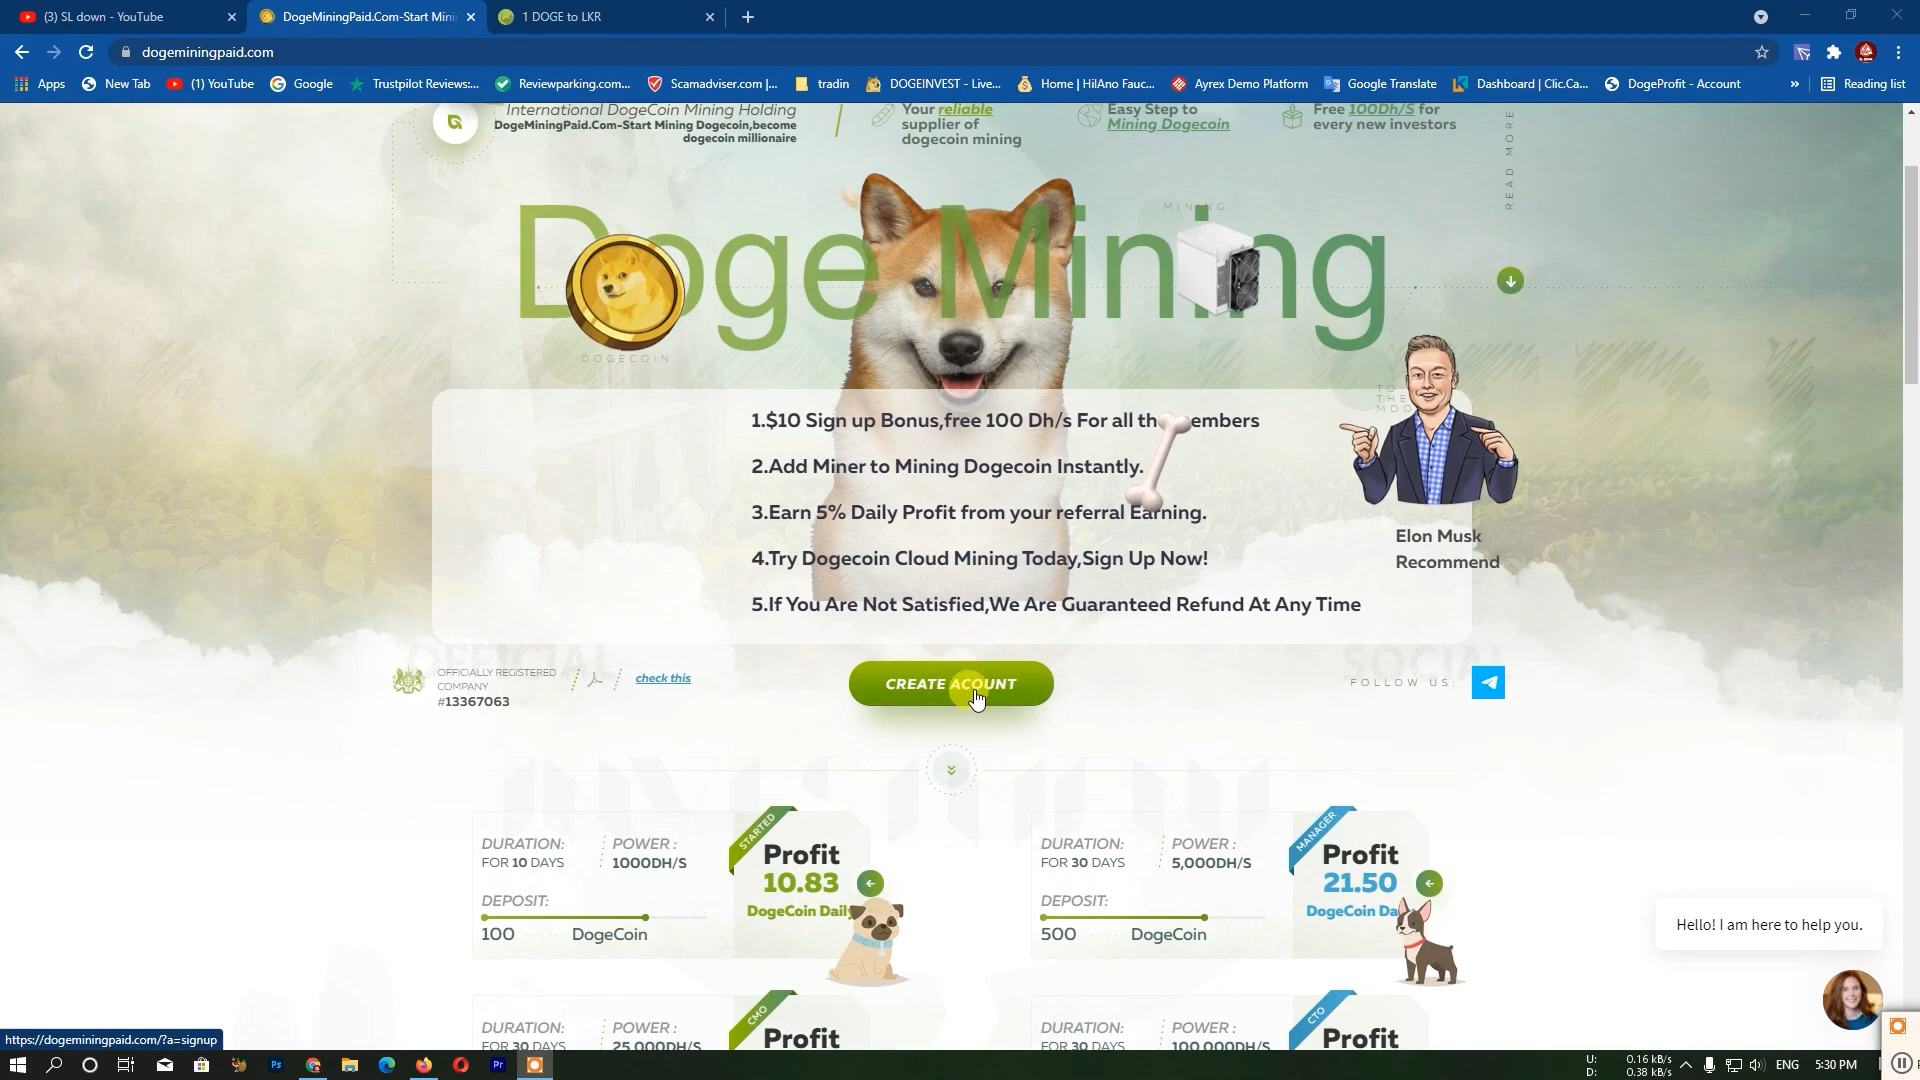 (3) SL down - YouTube
DogeMiningPaid.Com-Start Mini
1 DOGE to LKR
dogeminingpaid.com
Apps
New Tab
(1) YouTube
Google
Trustpilot Reviews:...
Reviewparking.com...
Scamadviser.com |...
tradin
DOGEINVEST - Live...
Home | HilAno Fauc...
Ayrex Demo Platform
Google Translate
Dashboard | Clic.Ca...
DogeProfit - Account
»
Reading list
International DogeCoin Mining Holding
DogeMiningPaid.Com-Start Mining Dogecoin,become
dogecoin millionaire
Your reliable
supplier of
dogecoin mining
Easy Step to
Mining Dogecoin
Free 100Dh/S for
every new investors
READ MORE
MINING
Doge Mining
DOGECOIN
TO
THE
1.$10 Sign up Bonus,free 100 Dh/s For all th embers
2.Add Miner to Mining Dogecoin Instantly.
3.Earn 5% Daily Profit from your referral Earning.
4.Try Dogecoin Cloud Mining Today,Sign Up Now!
5.If You Are Not Satisfied,We Are Guaranteed Refund At Any Time
Elon Musk
Recommend
OFFICIAL
OFFICIALLY REGISTERED
COMPANY
#13367063
check this
CREATE ACOUNT
SOCIAL
FOLLOW US:
INVESTMENT
DURATION:
FOR 10 DAYS
POWER :
1000DH/S
DEPOSIT:
100
DogeCoin
STARTED
Profit
10.83
DogeCoin Daily
DURATION:
FOR 30 DAYS
POWER :
5,000DH/S
DEPOSIT:
500
DogeCoin
MANAGER
Profit
21.50
DogeCoin Da
DURATION:
FOR 30 DAYS
POWER :
25,000DH/S
CMO
Profit
DURATION:
FOR 30 DAYS
POWER :
100,000DH/S
CTO
Profit
Hello! I am here to help you.
https://dogeminingpaid.com/?a=signup
Ps
Pr
U: 0.16 kB/s
D: 0.38 kB/s
ENG
5:30 PM